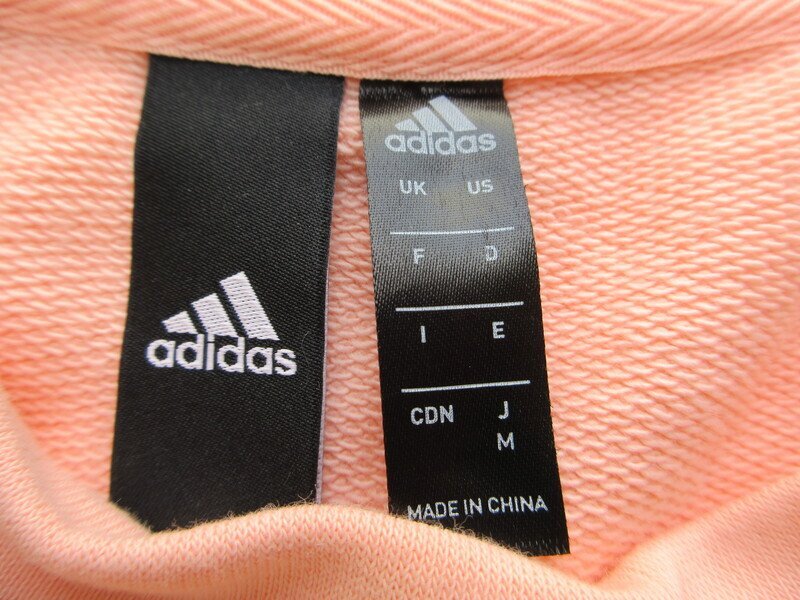 adidas
adidas
UK US
F D
I E
CDN J
M
MADE IN CHINA